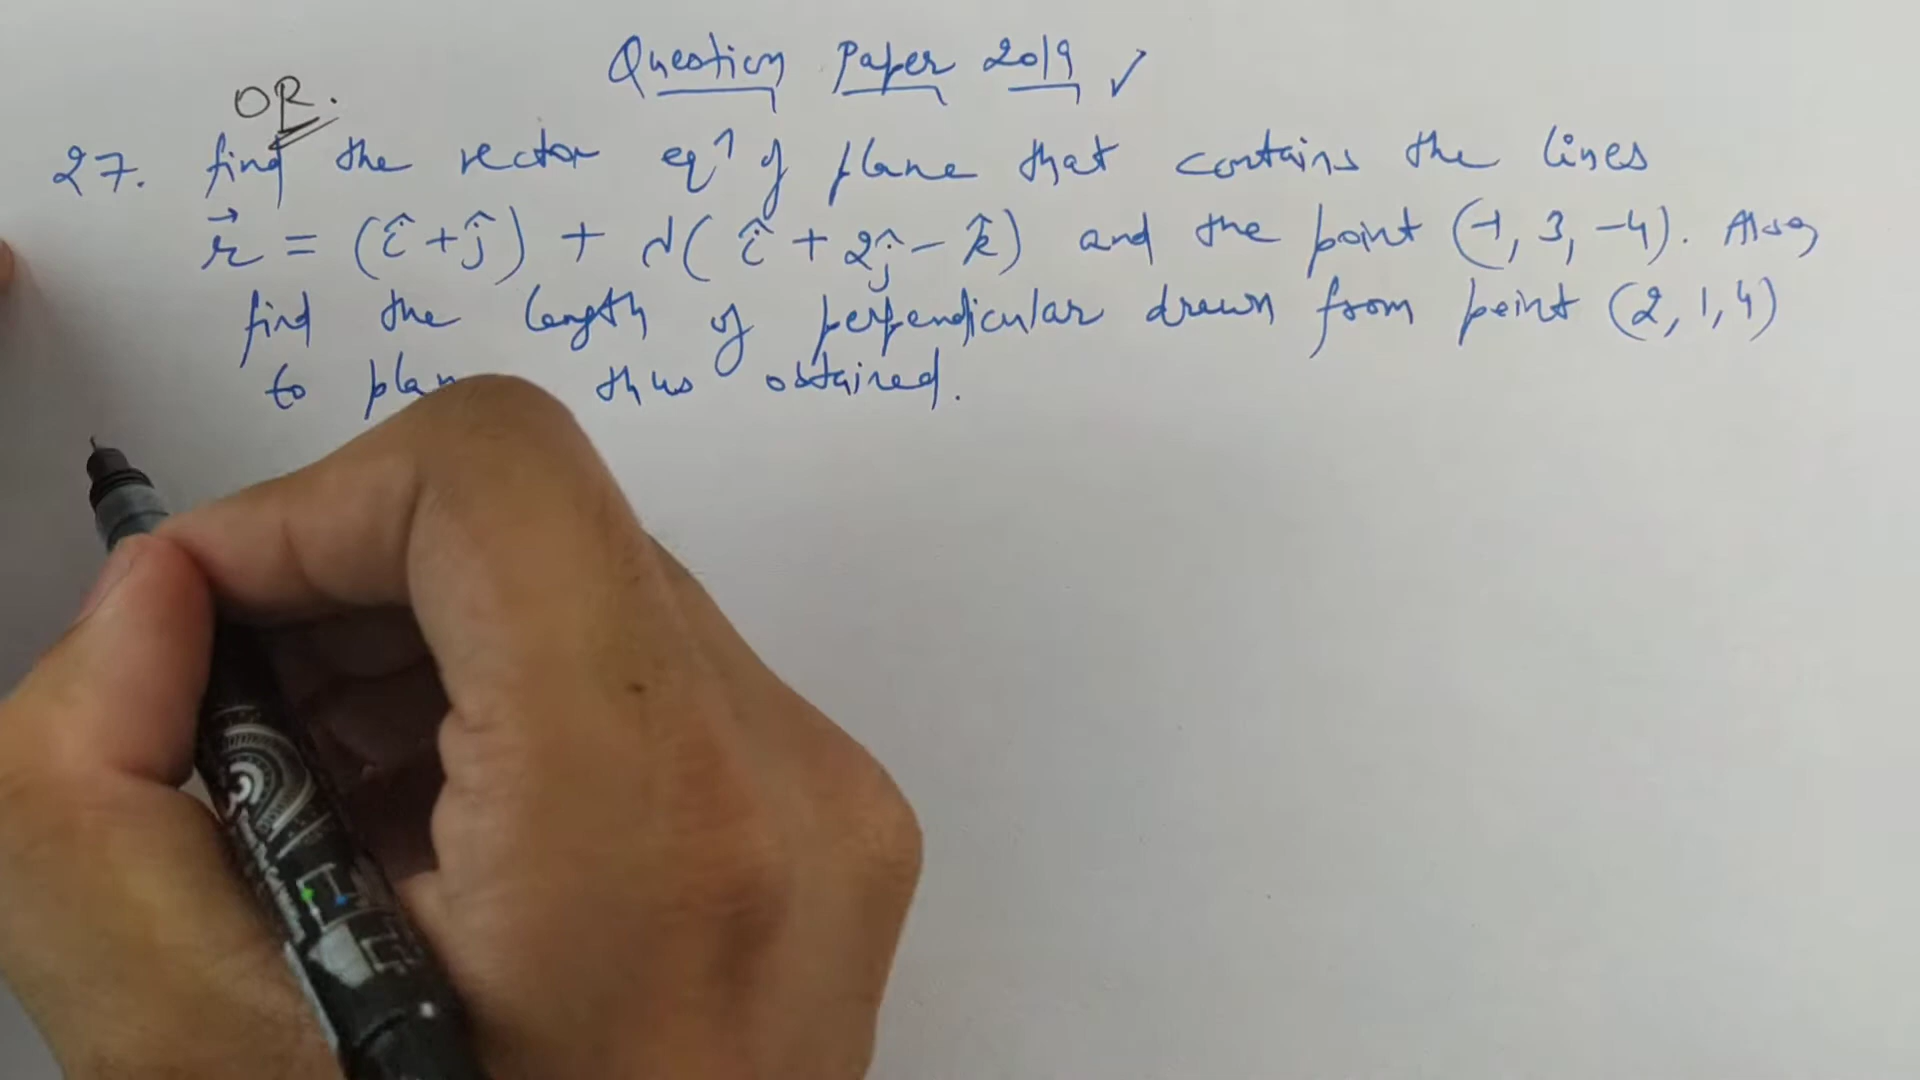 Question Paper 2019 ✓
OR.
27. find the vector eqn of plane that contains the lines
r⃗ = (î+ĵ) + λ(î + 2ĵ - k̂) and the point (-1, 3, -4). Also,
find the length of perpendicular drawn from point (2, 1, 4)
to plan thus obtained.